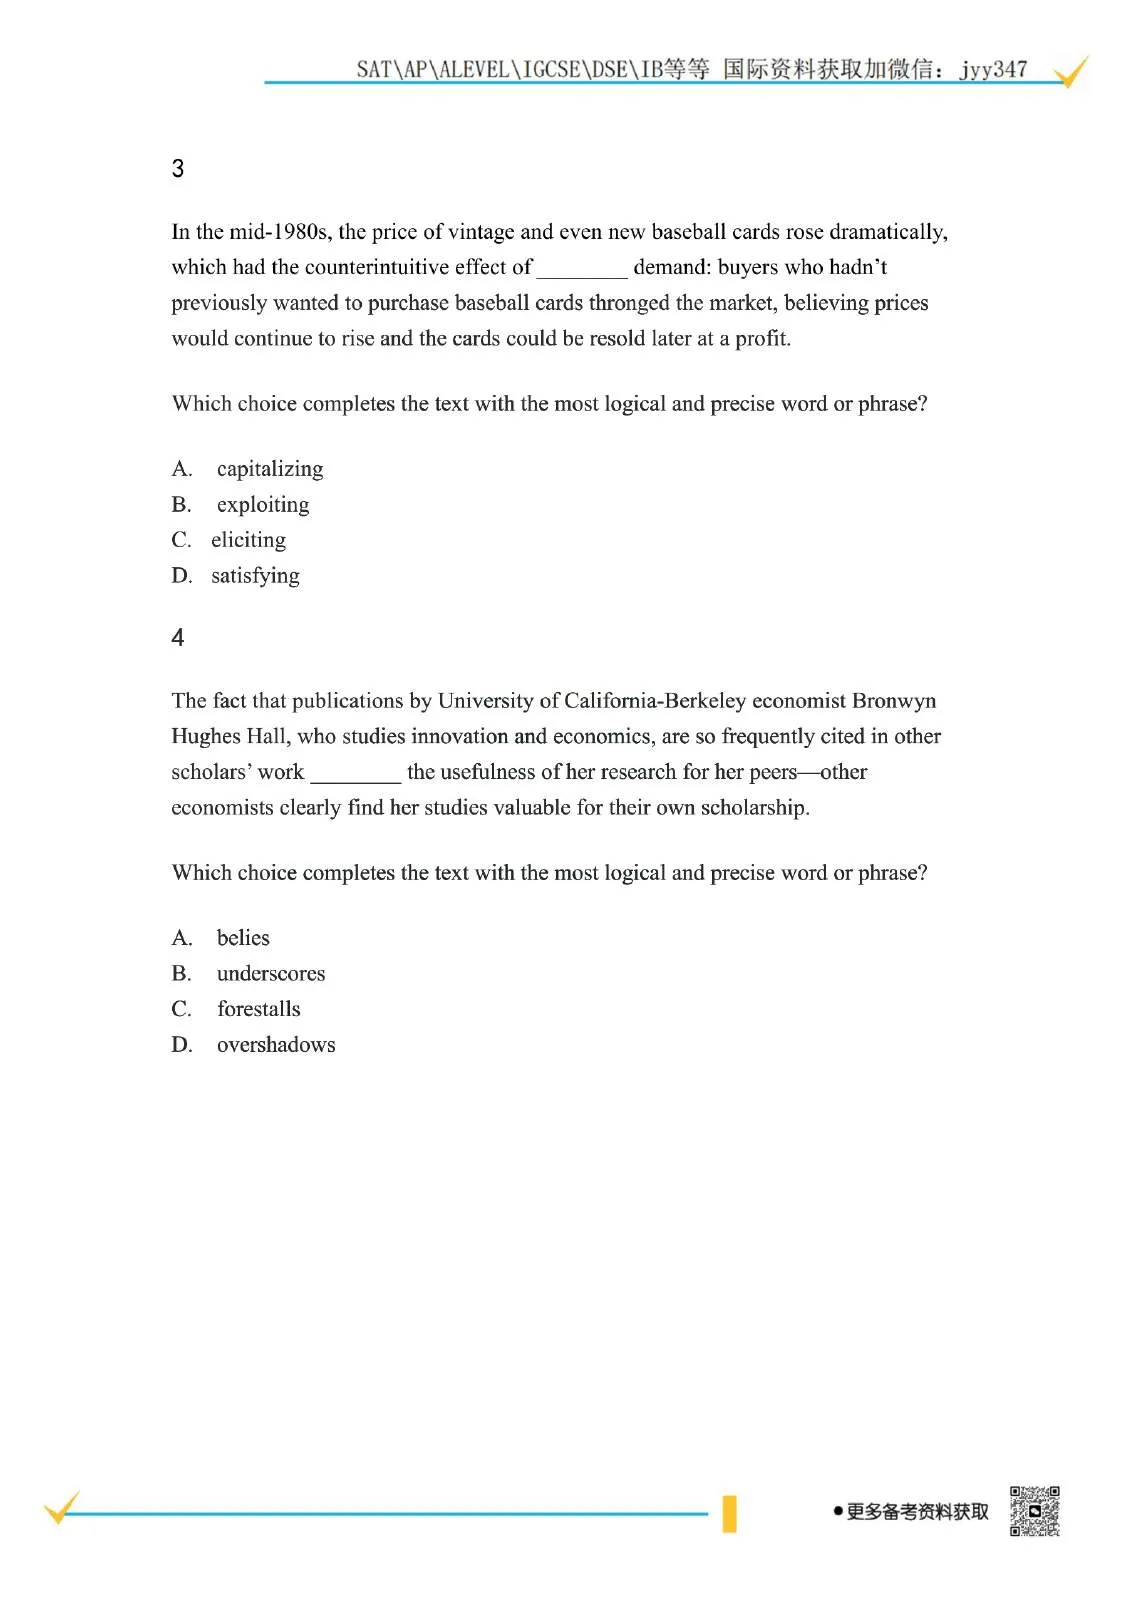 SAT\AP\ALEVEL\IGCSE\DSE\IB等等 国际资料获取加微信：jyy347
3
In the mid-1980s, the price of vintage and even new baseball cards rose dramatically,
which had the counterintuitive effect of ________ demand: buyers who hadn’t
previously wanted to purchase baseball cards thronged the market, believing prices
would continue to rise and the cards could be resold later at a profit.
Which choice completes the text with the most logical and precise word or phrase?
A. capitalizing
B. exploiting
C. eliciting
D. satisfying
4
The fact that publications by University of California-Berkeley economist Bronwyn
Hughes Hall, who studies innovation and economics, are so frequently cited in other
scholars’ work ________ the usefulness of her research for her peers—other
economists clearly find her studies valuable for their own scholarship.
Which choice completes the text with the most logical and precise word or phrase?
A. belies
B. underscores
C. forestalls
D. overshadows
●更多备考资料获取